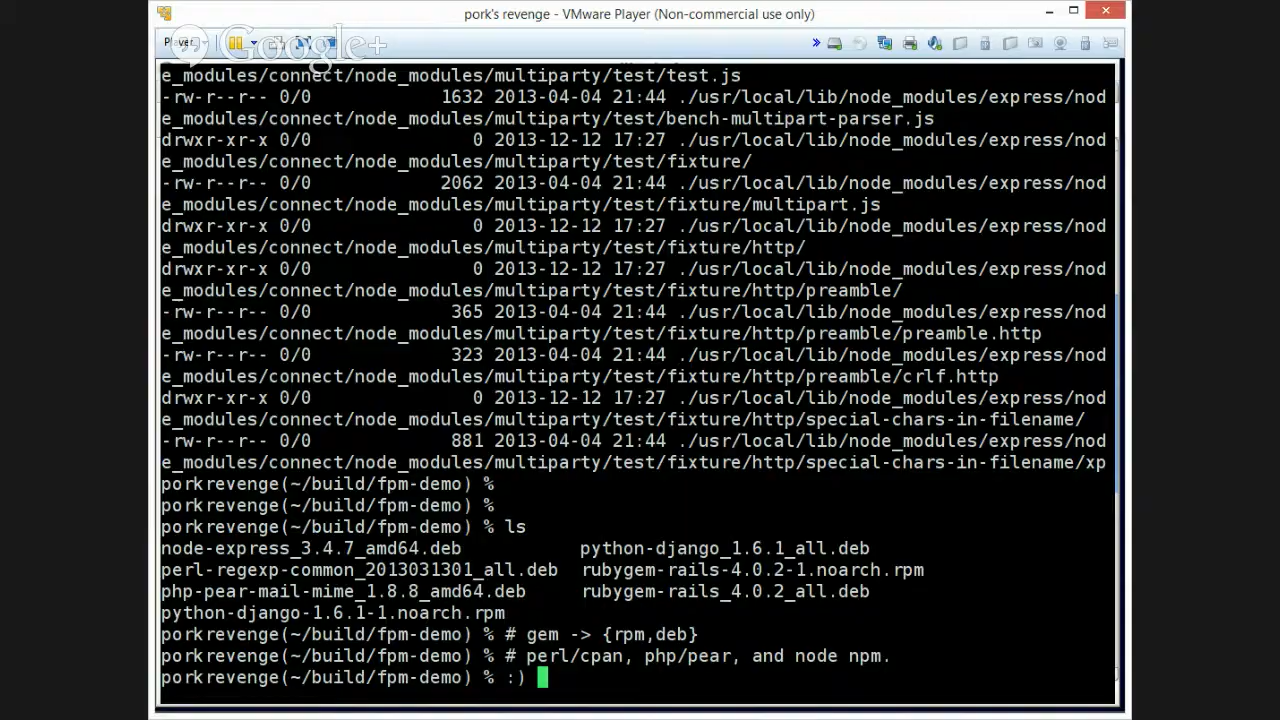 pork's revenge - VMware Player (Non-commercial use only)
Player
Google+
e_modules/connect/node_modules/multiparty/test/test.js
-rw-r--r-- 0/0            1632 2013-04-04 21:44 ./usr/local/lib/node_modules/express/nod
e_modules/connect/node_modules/multiparty/test/bench-multipart-parser.js
drwxr-xr-x 0/0               0 2013-12-12 17:27 ./usr/local/lib/node_modules/express/nod
e_modules/connect/node_modules/multiparty/test/fixture/
-rw-r--r-- 0/0            2062 2013-04-04 21:44 ./usr/local/lib/node_modules/express/nod
e_modules/connect/node_modules/multiparty/test/fixture/multipart.js
drwxr-xr-x 0/0               0 2013-12-12 17:27 ./usr/local/lib/node_modules/express/nod
e_modules/connect/node_modules/multiparty/test/fixture/http/
drwxr-xr-x 0/0               0 2013-12-12 17:27 ./usr/local/lib/node_modules/express/nod
e_modules/connect/node_modules/multiparty/test/fixture/http/preamble/
-rw-r--r-- 0/0             365 2013-04-04 21:44 ./usr/local/lib/node_modules/express/nod
e_modules/connect/node_modules/multiparty/test/fixture/http/preamble/preamble.http
-rw-r--r-- 0/0             323 2013-04-04 21:44 ./usr/local/lib/node_modules/express/nod
e_modules/connect/node_modules/multiparty/test/fixture/http/preamble/crlf.http
drwxr-xr-x 0/0               0 2013-12-12 17:27 ./usr/local/lib/node_modules/express/nod
e_modules/connect/node_modules/multiparty/test/fixture/http/special-chars-in-filename/
-rw-r--r-- 0/0             881 2013-04-04 21:44 ./usr/local/lib/node_modules/express/nod
e_modules/connect/node_modules/multiparty/test/fixture/http/special-chars-in-filename/xp
porkrevenge(~/build/fpm-demo) %
porkrevenge(~/build/fpm-demo) %
porkrevenge(~/build/fpm-demo) % ls
node-express_3.4.7_amd64.deb           python-django_1.6.1_all.deb
perl-regexp-common_2013031301_all.deb  rubygem-rails-4.0.2-1.noarch.rpm
php-pear-mail-mime_1.8.8_amd64.deb     rubygem-rails_4.0.2_all.deb
python-django-1.6.1-1.noarch.rpm
porkrevenge(~/build/fpm-demo) % # gem -> {rpm,deb}
porkrevenge(~/build/fpm-demo) % # perl/cpan, php/pear, and node npm.
porkrevenge(~/build/fpm-demo) % :)